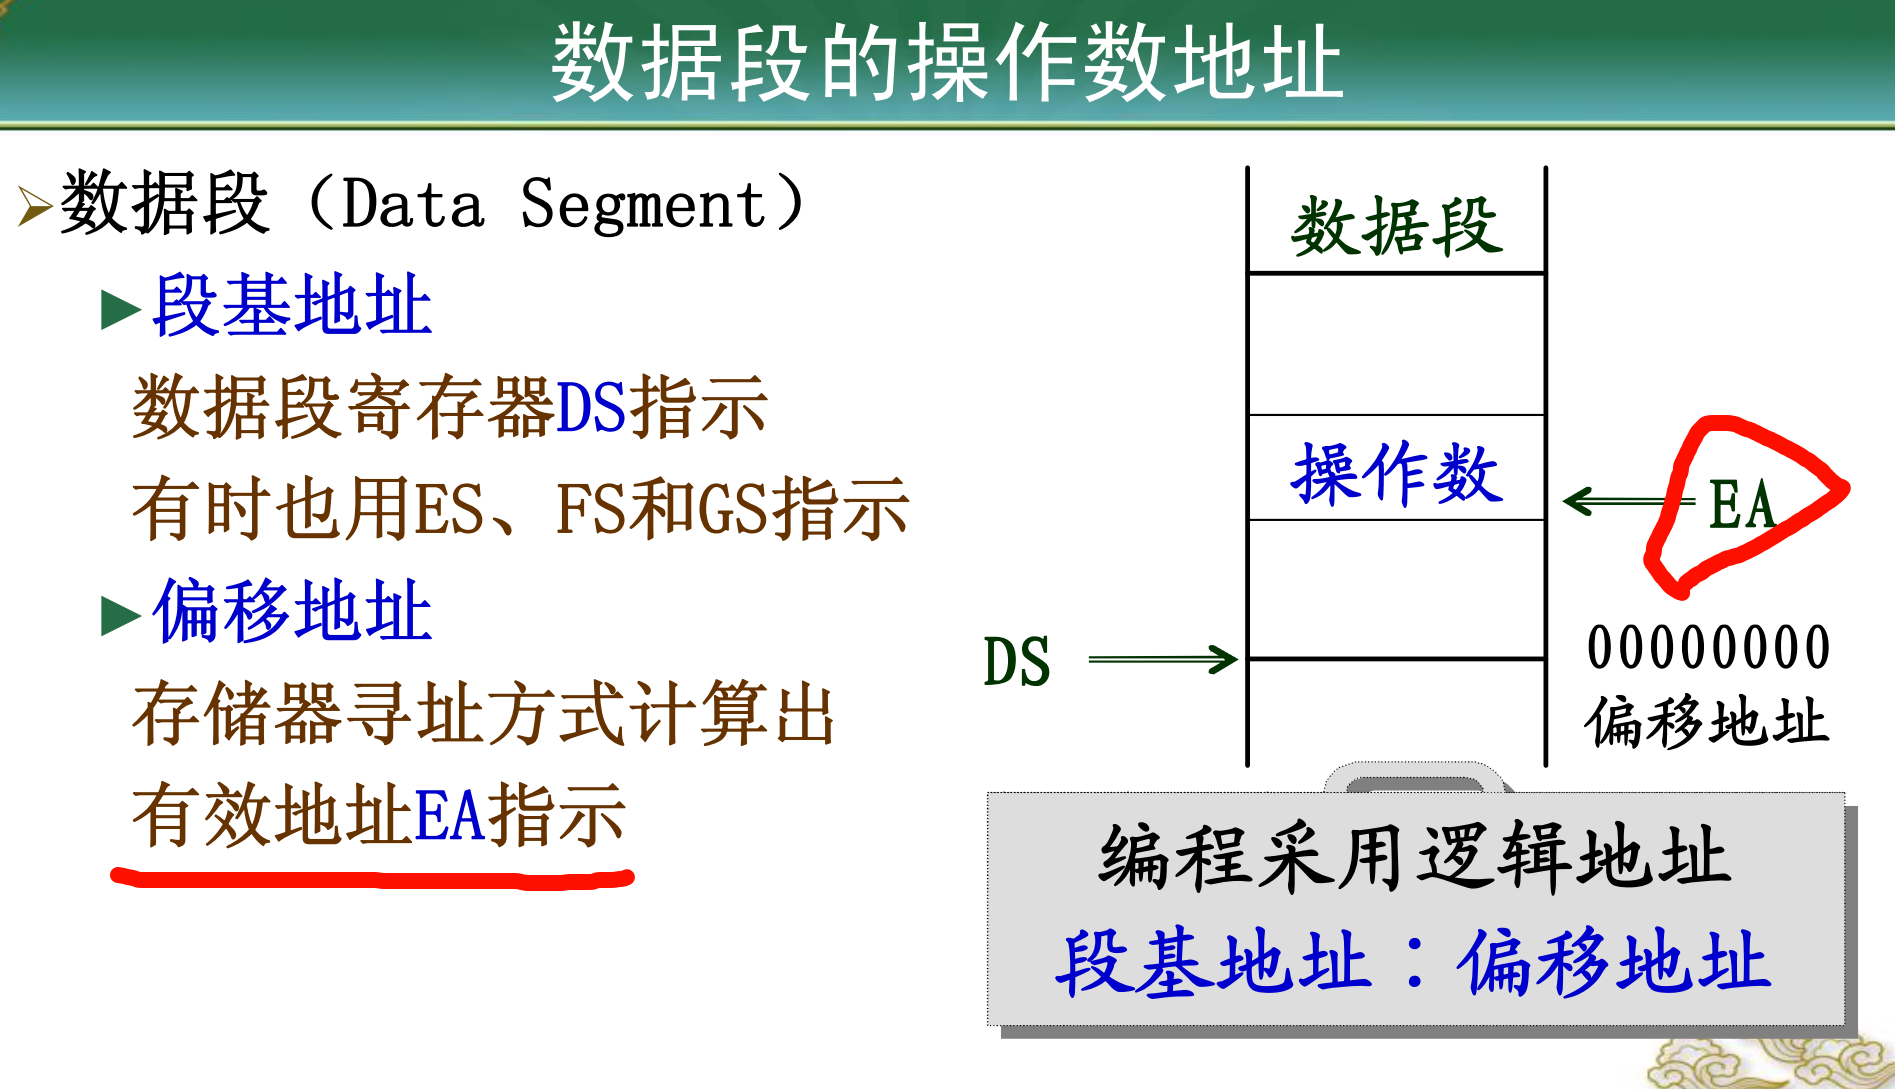 数据段的操作数地址
数据段（Data Segment）
段基地址
数据段寄存器DS指示
有时也用ES、FS和GS指示
偏移地址
存储器寻址方式计算出
有效地址EA指示
数据段
操作数
EA
DS
00000000
偏移地址
编程采用逻辑地址
段基地址：偏移地址